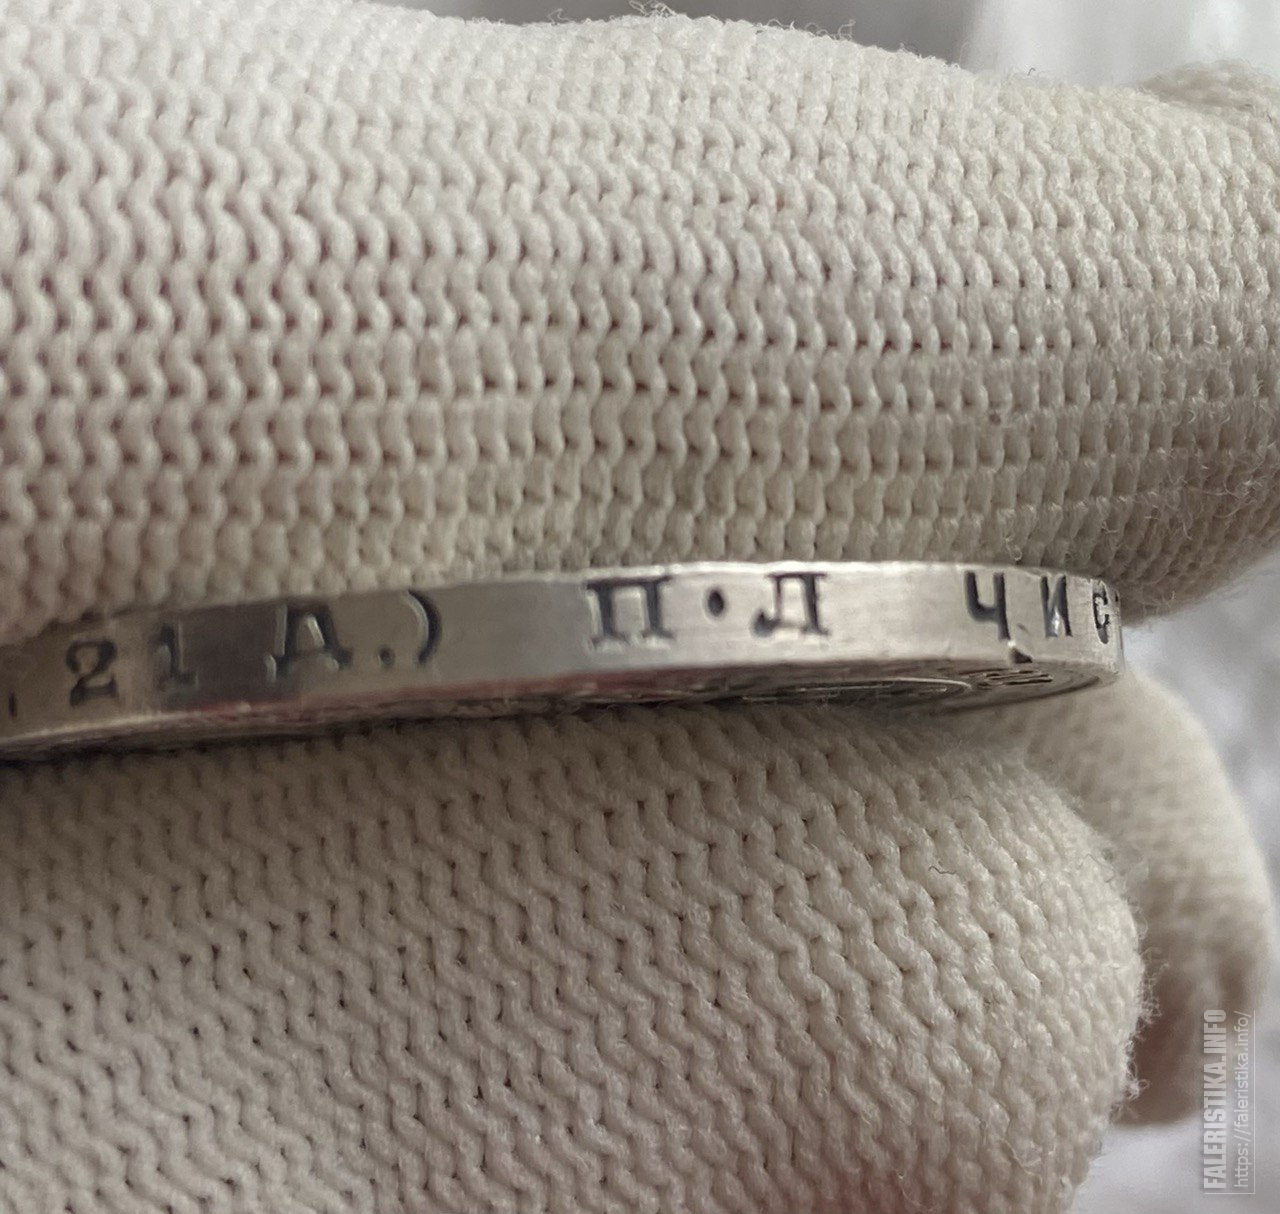 21 Д.) П•Л ЧИС
FALERISTIKA.INFO
https://faleristika.info/